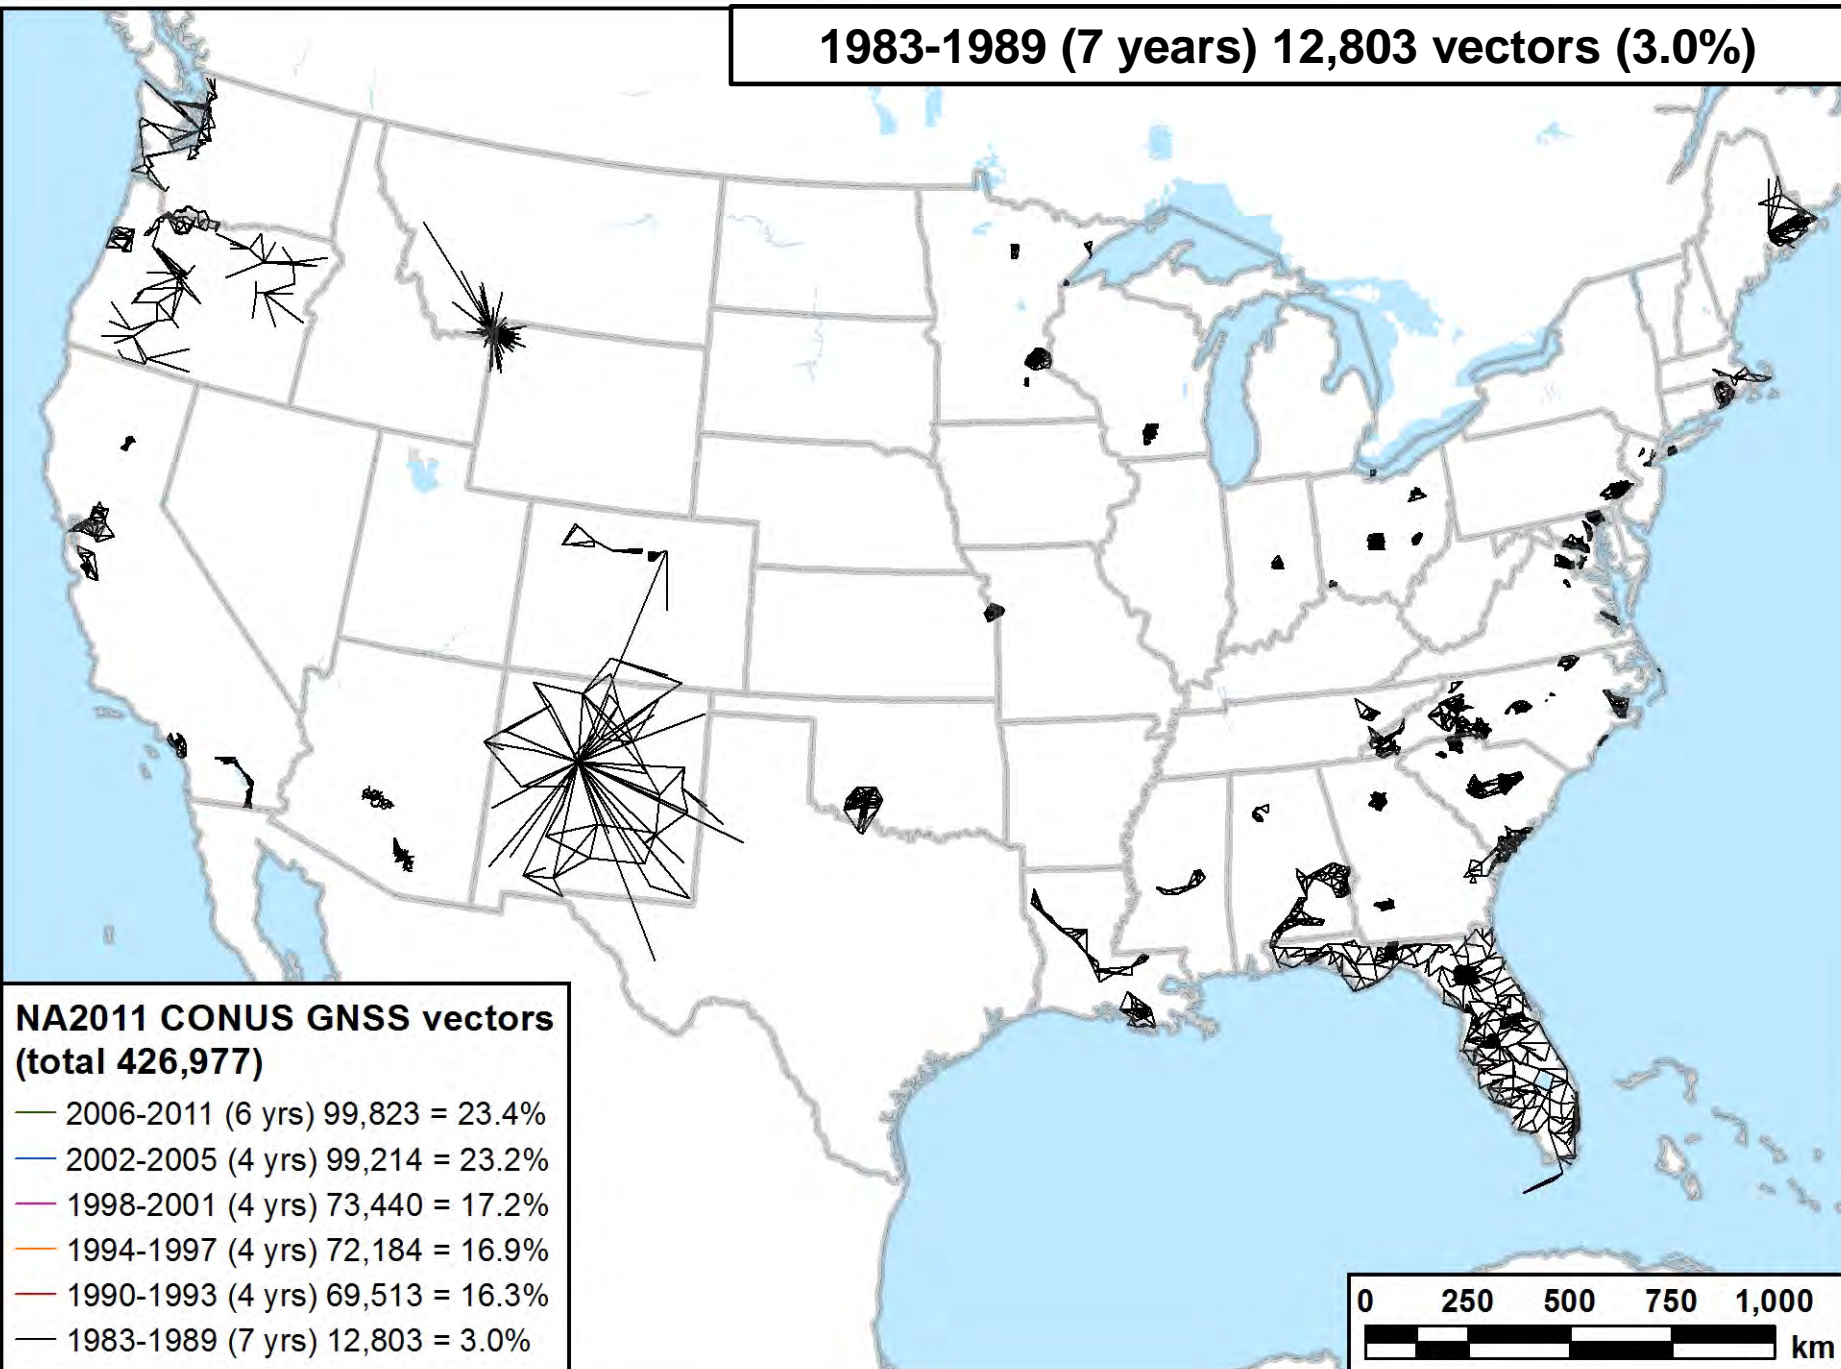 1983-1989 (7 years) 12,803 vectors (3.0%)
NA2011 CONUS GNSS vectors
(total 426,977)
2006-2011 (6 yrs) 99,823 = 23.4%
2002-2005 (4 yrs) 99,214 = 23.2%
1998-2001 (4 yrs) 73,440 = 17.2%
1994-1997 (4 yrs) 72,184 = 16.9%
1990-1993 (4 yrs) 69,513 = 16.3%
1983-1989 (7 yrs) 12,803 = 3.0%
0 250 500 750 1,000
km